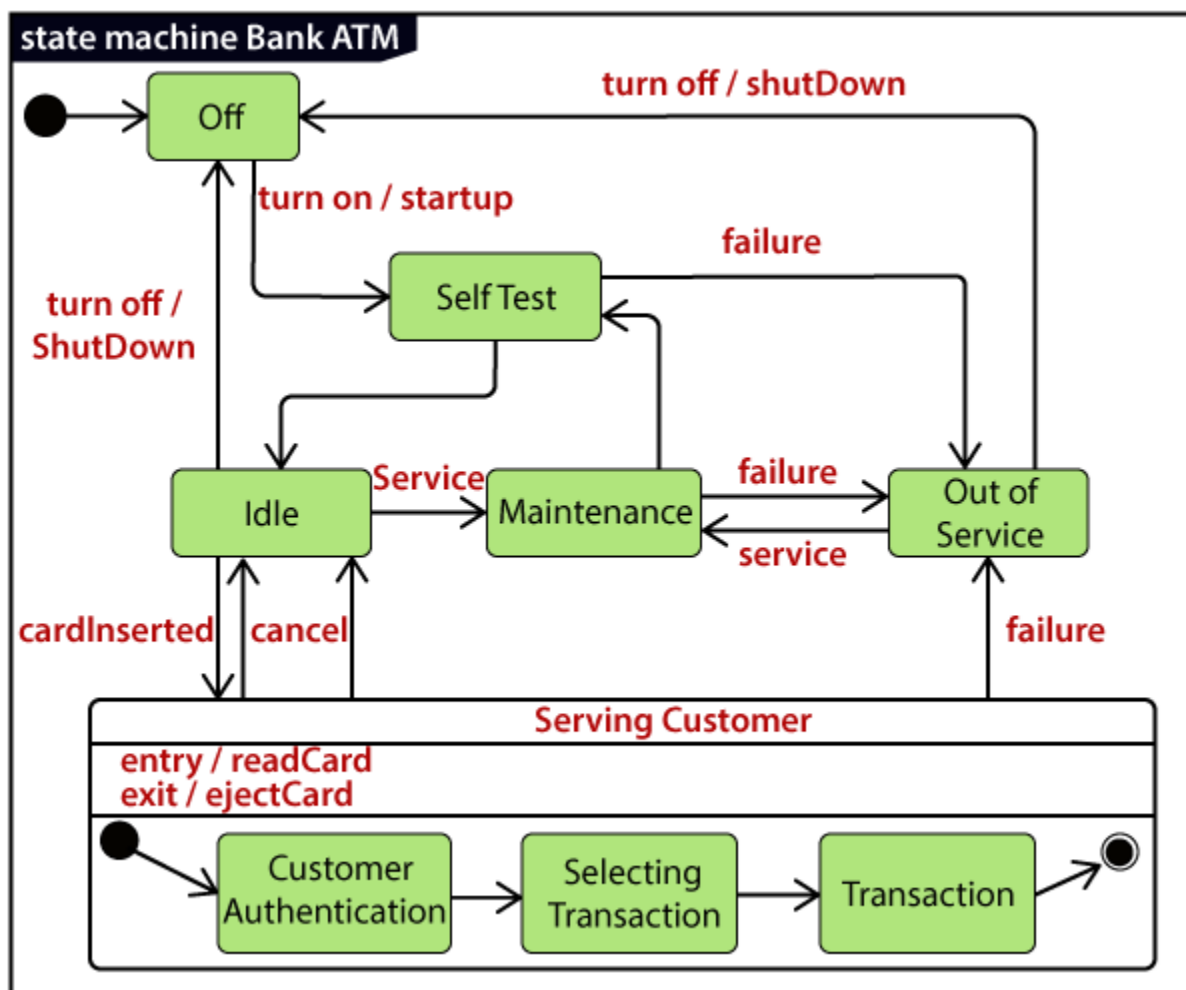 state machine Bank ATM
turn off / shutDown
Off
turn on / startup
failure
Self Test
turn off /
ShutDown
Service
failure
Out of
Service
Idle
Maintenance
service
cardInserted
cancel
failure
Serving Customer
entry / readCard
exit / ejectCard
Customer
Authentication
Selecting
Transaction
Transaction